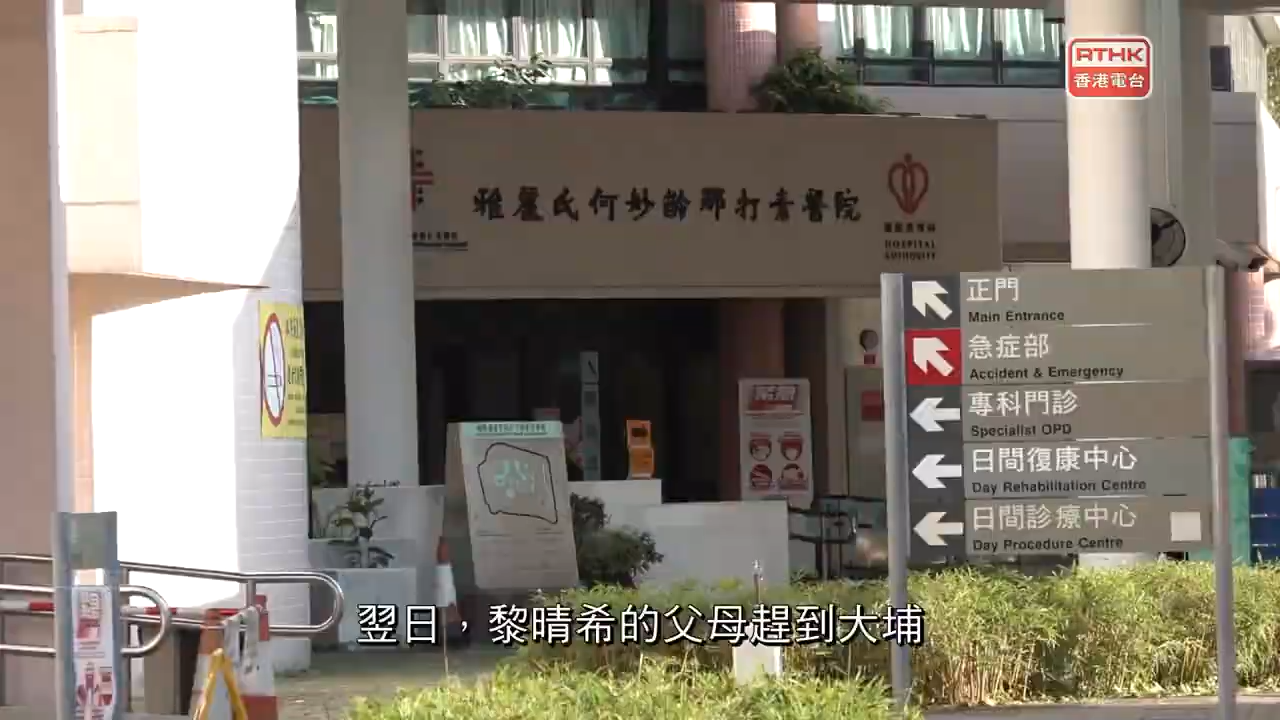 RTHK
香港電台
雅麗氏何妙齡那打素醫院
HOSPITAL
AUTHORITY
正門
Main Entrance
急症部
Accident & Emergency
專科門診
Specialist OPD
日間復康中心
Day Rehabilitation Centre
日間診療中心
Day Procedure Centre
緊急
翌日，黎晴希的父母趕到大埔